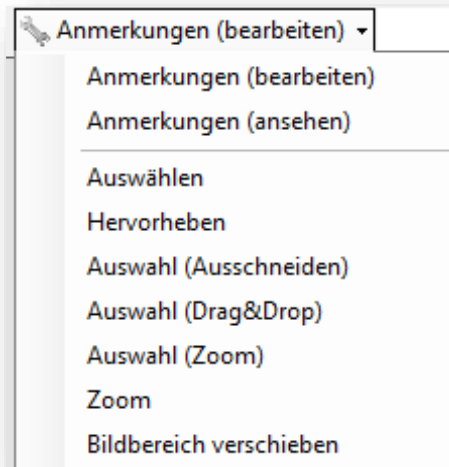 Anmerkungen (bearbeiten)
Anmerkungen (bearbeiten)
Anmerkungen (ansehen)
Auswählen
Hervorheben
Auswahl (Ausschneiden)
Auswahl (Drag&Drop)
Auswahl (Zoom)
Zoom
Bildbereich verschieben